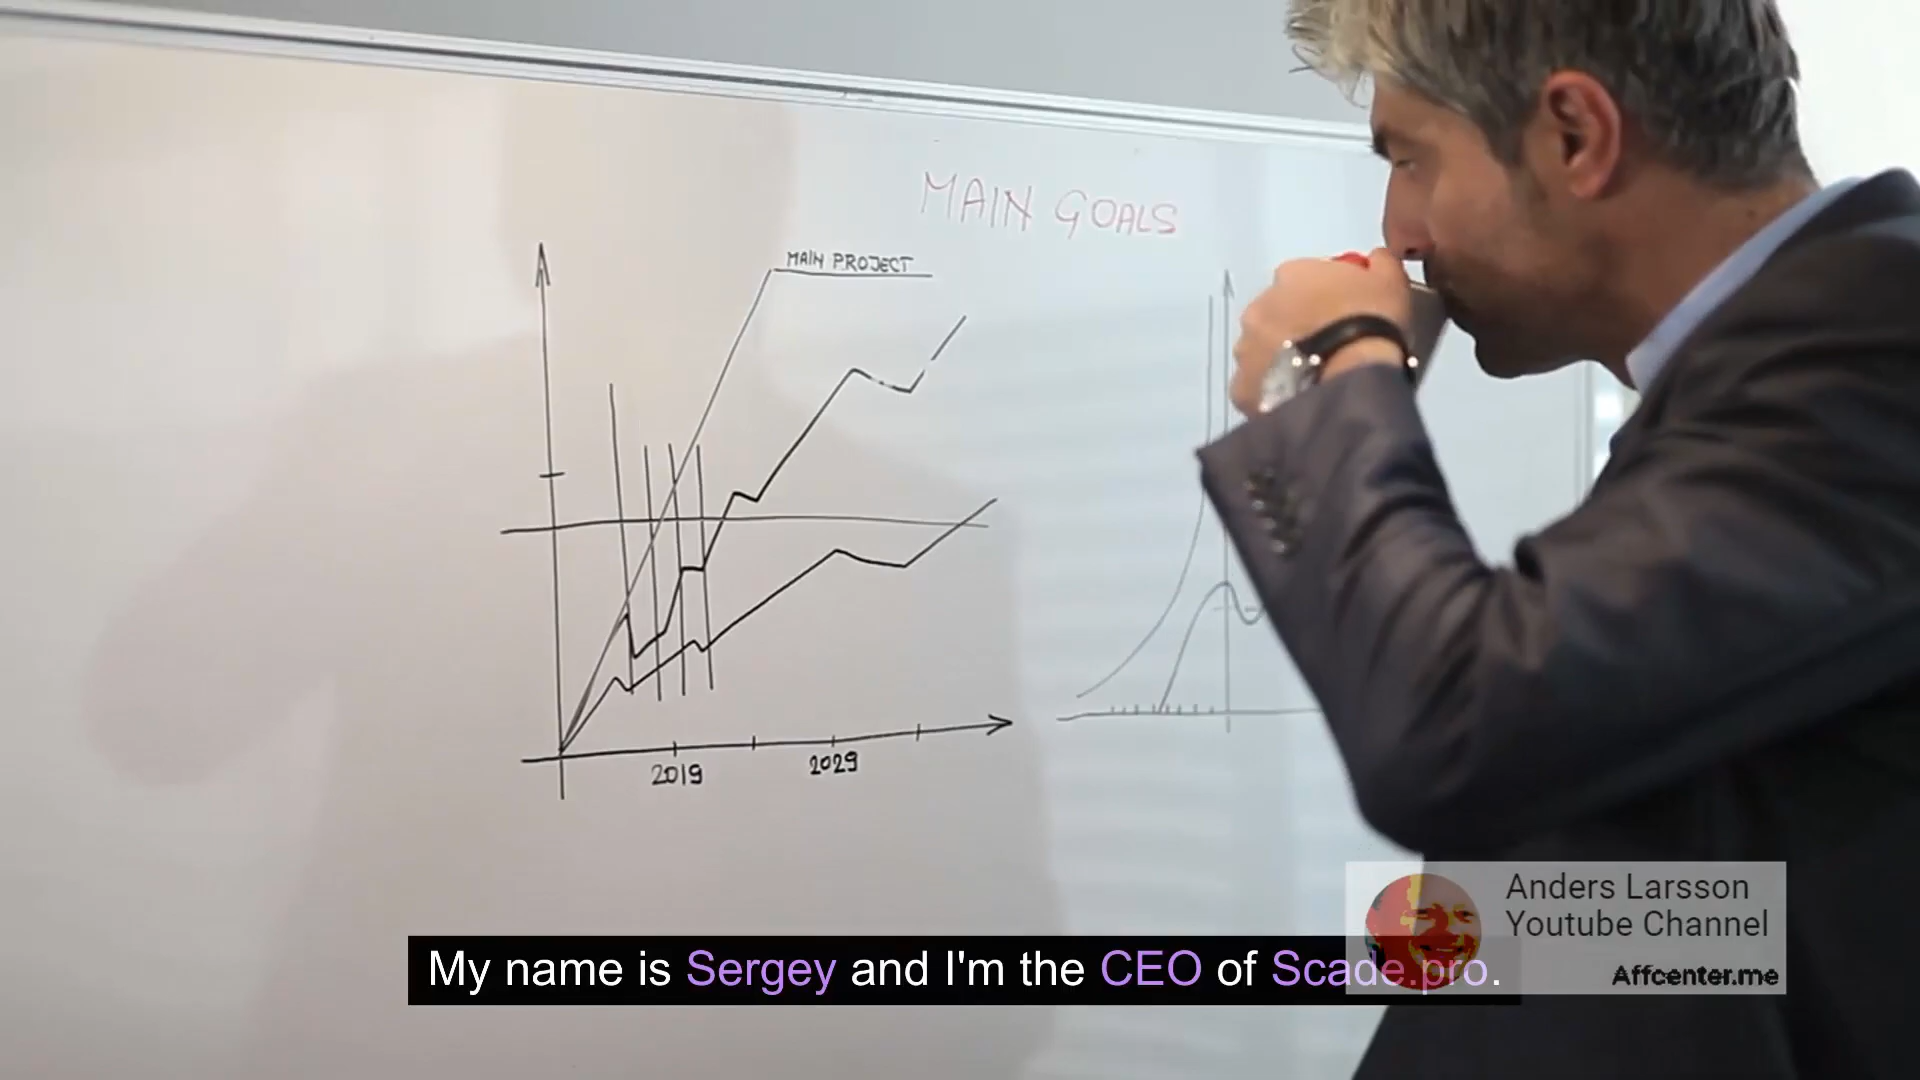 MAIN GOALS
MAIN PROJECT
2019
2029
Anders Larsson
Youtube Channel
Affcenter.me
My name is Sergey and I'm the CEO of Scade.pro.